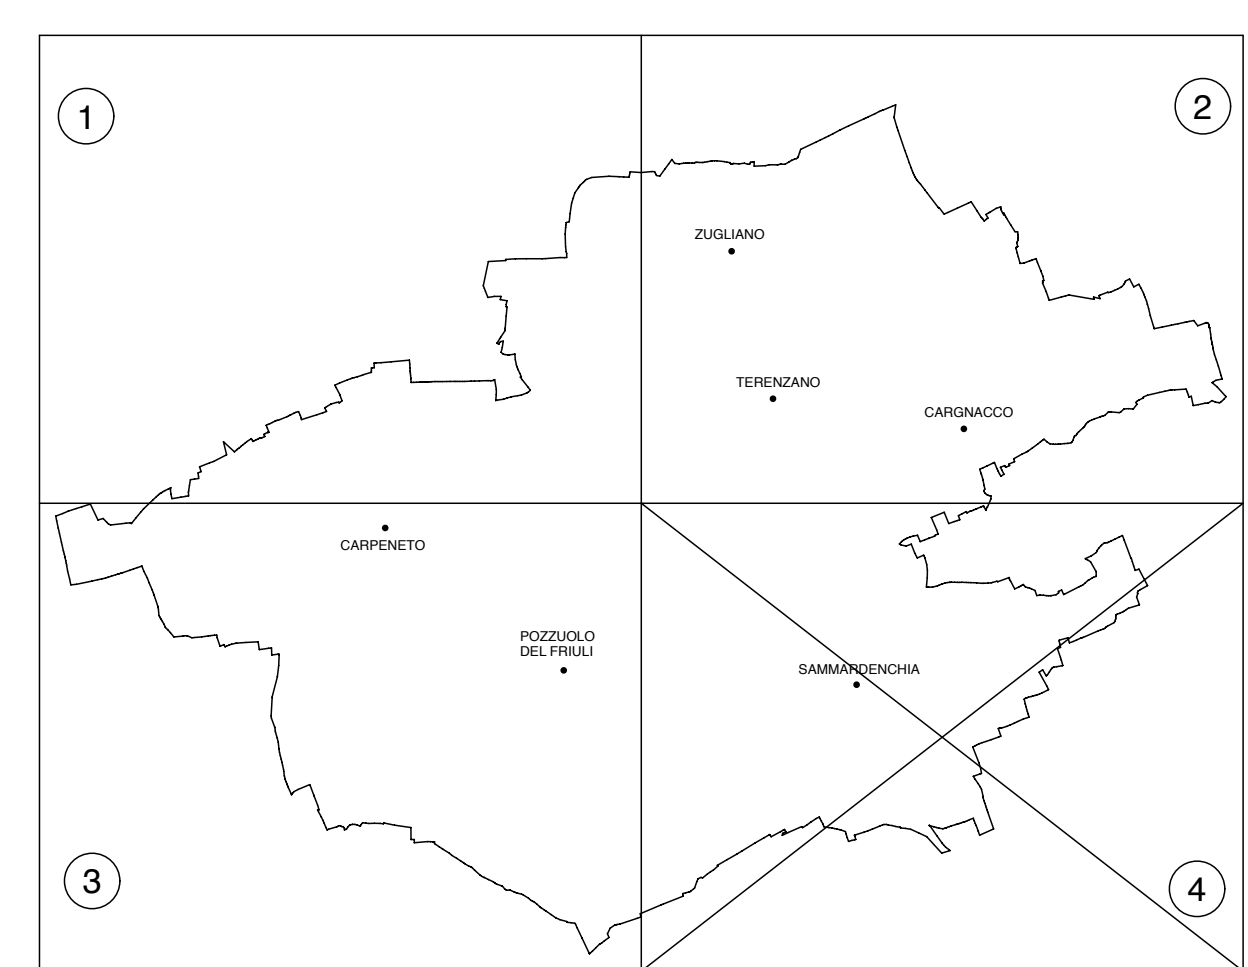 1
2
ZUGLIANO
TERENZANO
CARGNACCO
CARPENETO
POZZUOLO
DEL FRIULI
SAMMARDENCHIA
3
4